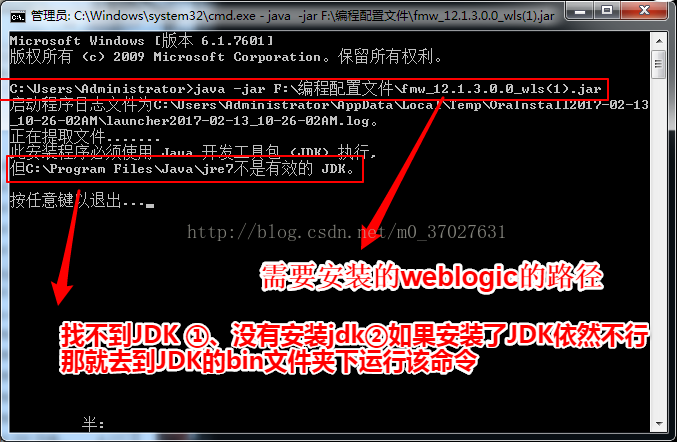 管理员: C:\Windows\system32\cmd.exe - java  -jar F:\编程配置文件\fmw_12.1.3.0.0_wls(1).jar
Microsoft Windows [版本 6.1.7601]
版权所有 (c) 2009 Microsoft Corporation。保留所有权利。
C:\Users\Administrator>java -jar F:\编程配置文件\fmw_12.1.3.0.0_wls(1).jar
启动程序日志文件为C:\Users\Administrator\AppData\Local\Temp\OraInstall2017-02-13
_10-26-02AM\launcher2017-02-13_10-26-02AM.log。
正在提取文件.......
此安装程序必须使用 Java 开发工具包 (JDK) 执行,
但C:\Program Files\Java\jre7不是有效的 JDK。
按任意键以退出...
http://blog.csdn.net/m0_37027631
需要安装的weblogic的路径
找不到JDK ①、没有安装jdk②如果安装了JDK依然不行
那就去到JDK的bin文件夹下运行该命令
半: